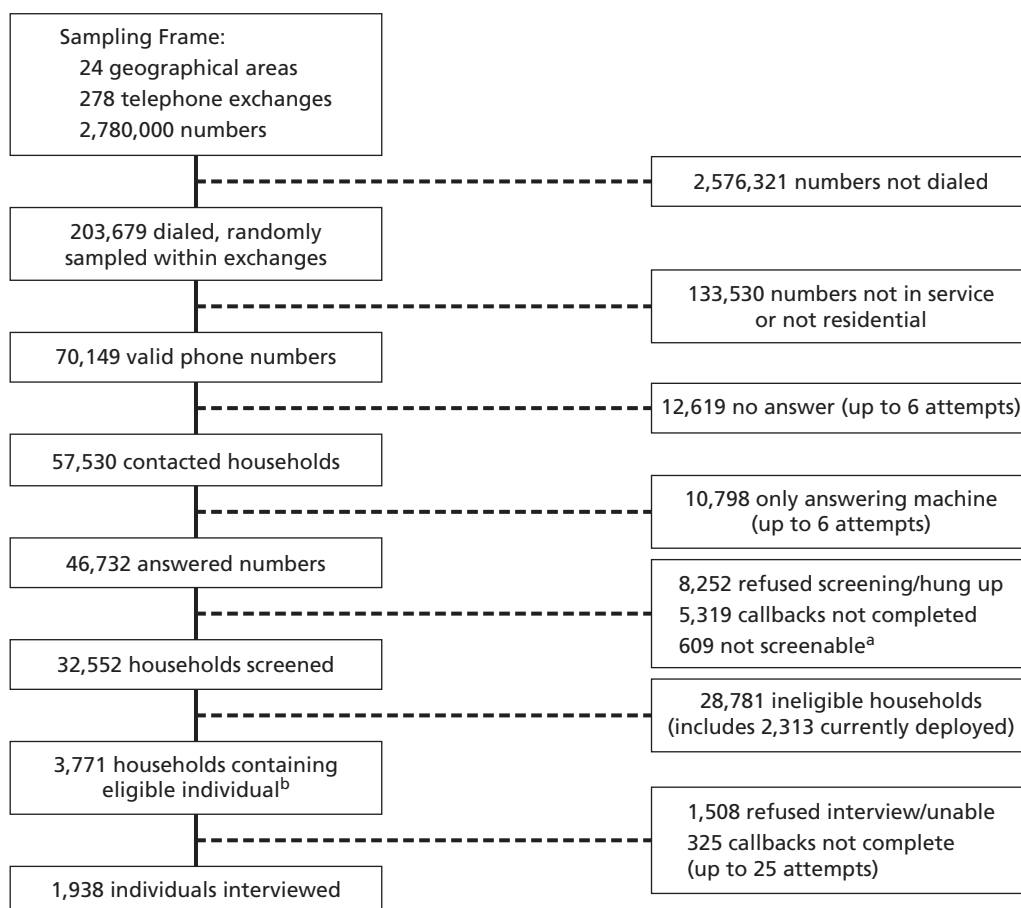 Sampling Frame:
24 geographical areas
278 telephone exchanges
2,780,000 numbers
2,576,321 numbers not dialed
203,679 dialed, randomly
sampled within exchanges
133,530 numbers not in service
or not residential
70,149 valid phone numbers
12,619 no answer (up to 6 attempts)
57,530 contacted households
10,798 only answering machine
(up to 6 attempts)
46,732 answered numbers
8,252 refused screening/hung up
5,319 callbacks not completed
609 not screenableᵃ
32,552 households screened
28,781 ineligible households
(includes 2,313 currently deployed)
3,771 households containing
eligible individualᵇ
1,508 refused interview/unable
325 callbacks not complete
(up to 25 attempts)
1,938 individuals interviewed